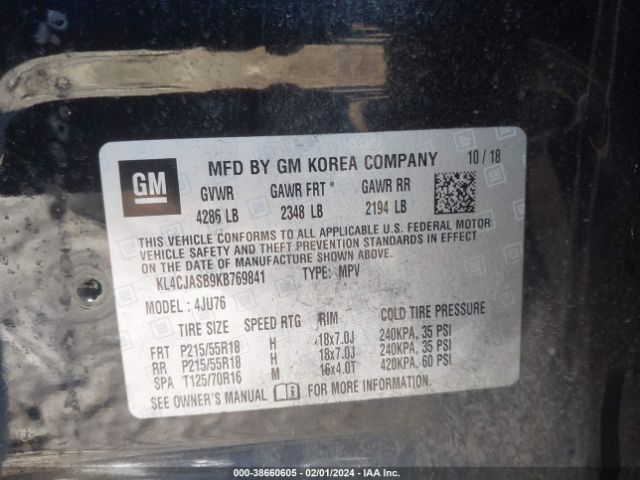 GM
MFD BY GM KOREA COMPANY 10 / 18
GVWR GAWR FRT GAWR RR
4286 LB 2348 LB 2194 LB
THIS VEHICLE CONFORMS TO ALL APPLICABLE U.S. FEDERAL MOTOR
VEHICLE SAFETY AND THEFT PREVENTION STANDARDS IN EFFECT
ON THE DATE OF MANUFACTURE SHOWN ABOVE.
KL4CJASB9KB769841 TYPE: MPV
MODEL: 4JU76
TIRE SIZE SPEED RTG RIM COLD TIRE PRESSURE
FRT P215/55R18 H 18x7.0J 240KPA, 35 PSI
RR P215/55R18 H 18x7.0J 240KPA, 35 PSI
SPA T125/70R16 M 16x4.0T 420KPA, 60 PSI
SEE OWNER'S MANUAL FOR MORE INFORMATION
000-38660605 - 02/01/2024 - IAA Inc.